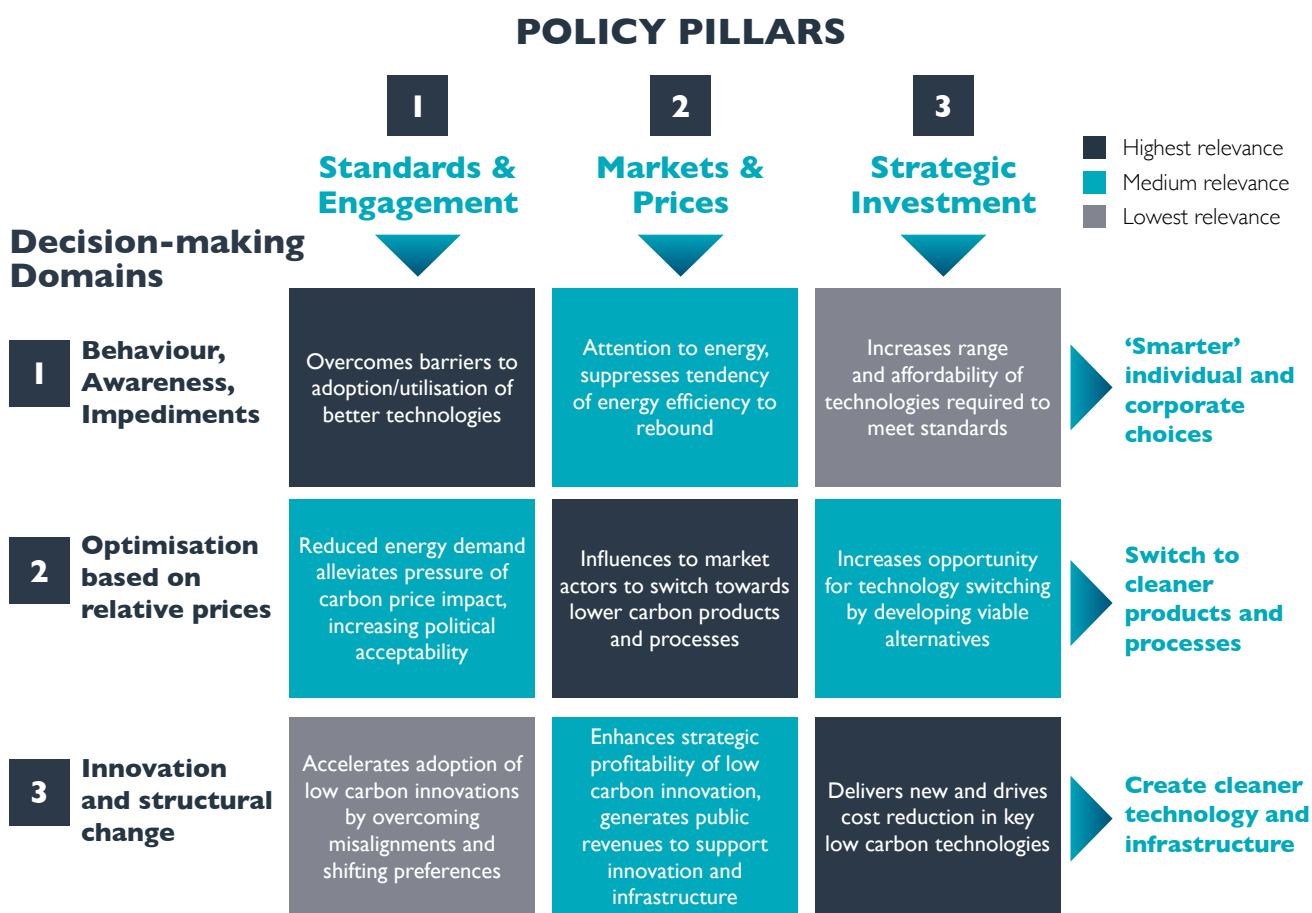 POLICY PILLARS
1
2
3
Standards &
Engagement
Markets &
Prices
Strategic
Investment
Highest relevance
Medium relevance
Lowest relevance
Decision-making
Domains
1
Behaviour,
Awareness,
Impediments
Overcomes barriers to
adoption/utilisation of
better technologies
Attention to energy,
suppresses tendency
of energy efficiency to
rebound
Increases range
and affordability of
technologies required to
meet standards
‘Smarter’
individual and
corporate
choices
2
Optimisation
based on
relative prices
Reduced energy demand
alleviates pressure of
carbon price impact,
increasing political
acceptability
Influences to market
actors to switch towards
lower carbon products
and processes
Increases opportunity
for technology switching
by developing viable
alternatives
Switch to
cleaner
products and
processes
3
Innovation
and structural
change
Accelerates adoption of
low carbon innovations
by overcoming
misalignments and
shifting preferences
Enhances strategic
profitability of low
carbon innovation,
generates public
revenues to support
innovation and
infrastructure
Delivers new and drives
cost reduction in key
low carbon technologies
Create cleaner
technology and
infrastructure